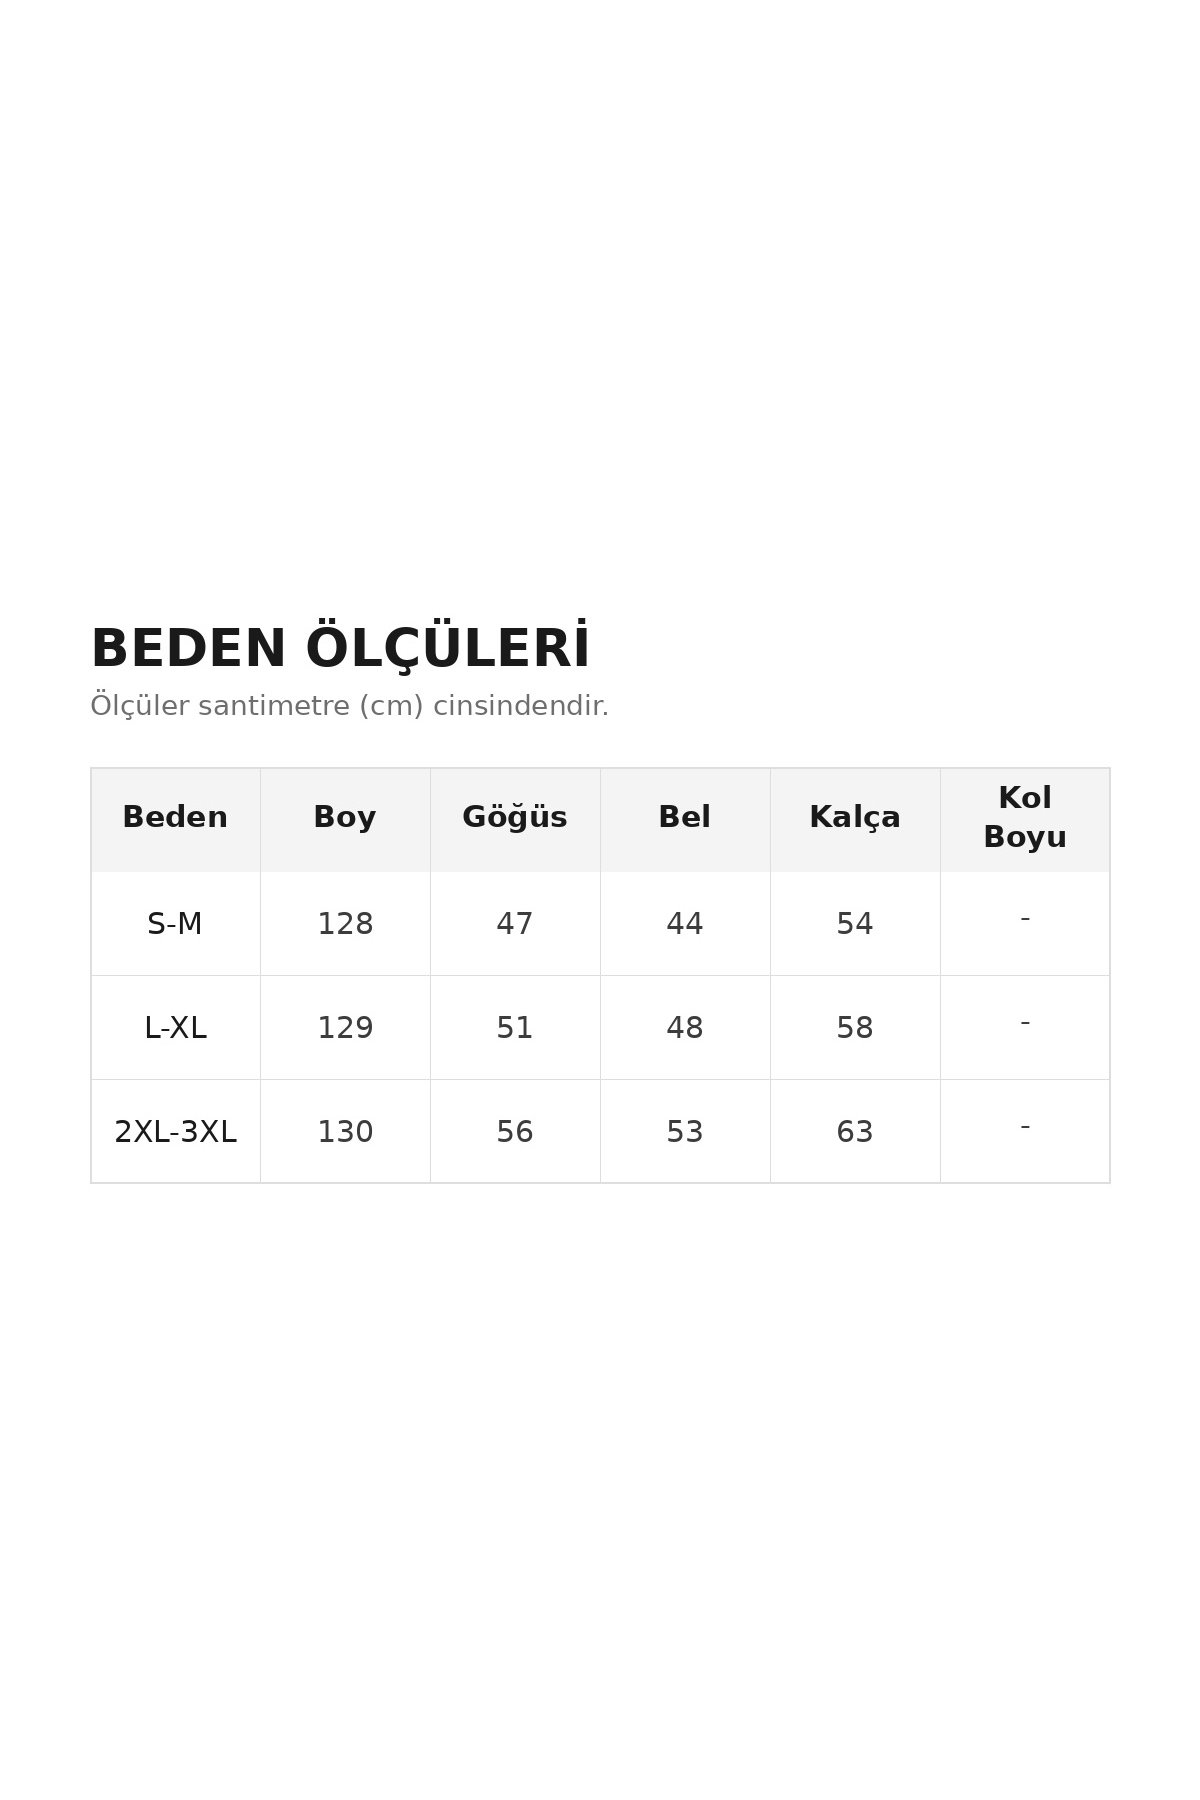 BEDEN ÖLÇÜLERİ
Ölçüler santimetre (cm) cinsindendir.
Beden Boy Göğüs Bel Kalça Kol Boyu
S-M 128 47 44 54 -
L-XL 129 51 48 58 -
2XL-3XL 130 56 53 63 -